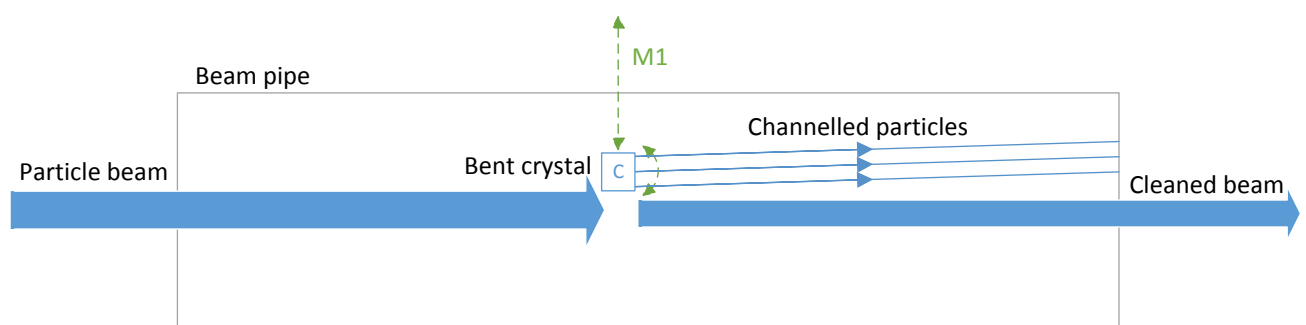 M1
Beam pipe
Channelled particles
Bent crystal
C
Particle beam
Cleaned beam